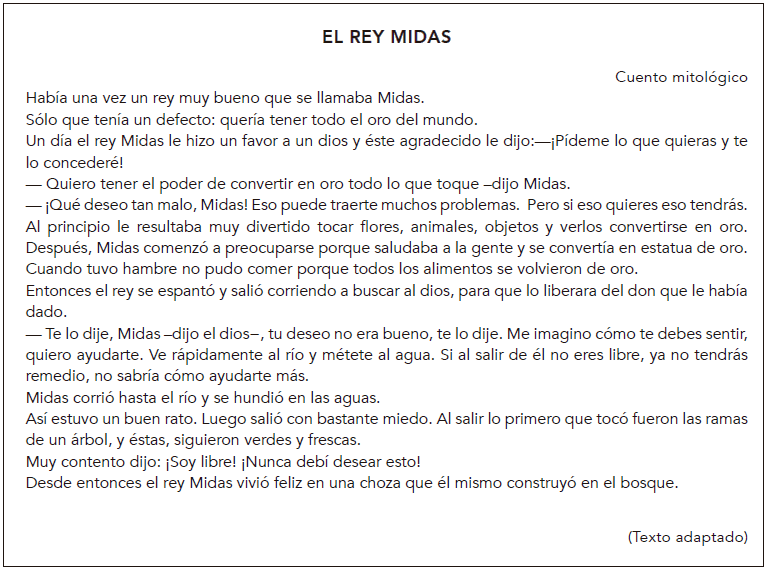 EL REY MIDAS
Cuento mitológico
Había una vez un rey muy bueno que se llamaba Midas.
Sólo que tenía un defecto: quería tener todo el oro del mundo.
Un día el rey Midas le hizo un favor a un dios y éste agradecido le dijo:—¡Pídeme lo que quieras y te
lo concederé!
— Quiero tener el poder de convertir en oro todo lo que toque –dijo Midas.
— ¡Qué deseo tan malo, Midas! Eso puede traerte muchos problemas. Pero si eso quieres eso tendrás.
Al principio le resultaba muy divertido tocar flores, animales, objetos y verlos convertirse en oro.
Después, Midas comenzó a preocuparse porque saludaba a la gente y se convertía en estatua de oro.
Cuando tuvo hambre no pudo comer porque todos los alimentos se volvieron de oro.
Entonces el rey se espantó y salió corriendo a buscar al dios, para que lo liberara del don que le había
dado.
— Te lo dije, Midas –dijo el dios–, tu deseo no era bueno, te lo dije. Me imagino cómo te debes sentir,
quiero ayudarte. Ve rápidamente al río y métete al agua. Si al salir de él no eres libre, ya no tendrás
remedio, no sabría cómo ayudarte más.
Midas corrió hasta el río y se hundió en las aguas.
Así estuvo un buen rato. Luego salió con bastante miedo. Al salir lo primero que tocó fueron las ramas
de un árbol, y éstas, siguieron verdes y frescas.
Muy contento dijo: ¡Soy libre! ¡Nunca debí desear esto!
Desde entonces el rey Midas vivió feliz en una choza que él mismo construyó en el bosque.
(Texto adaptado)